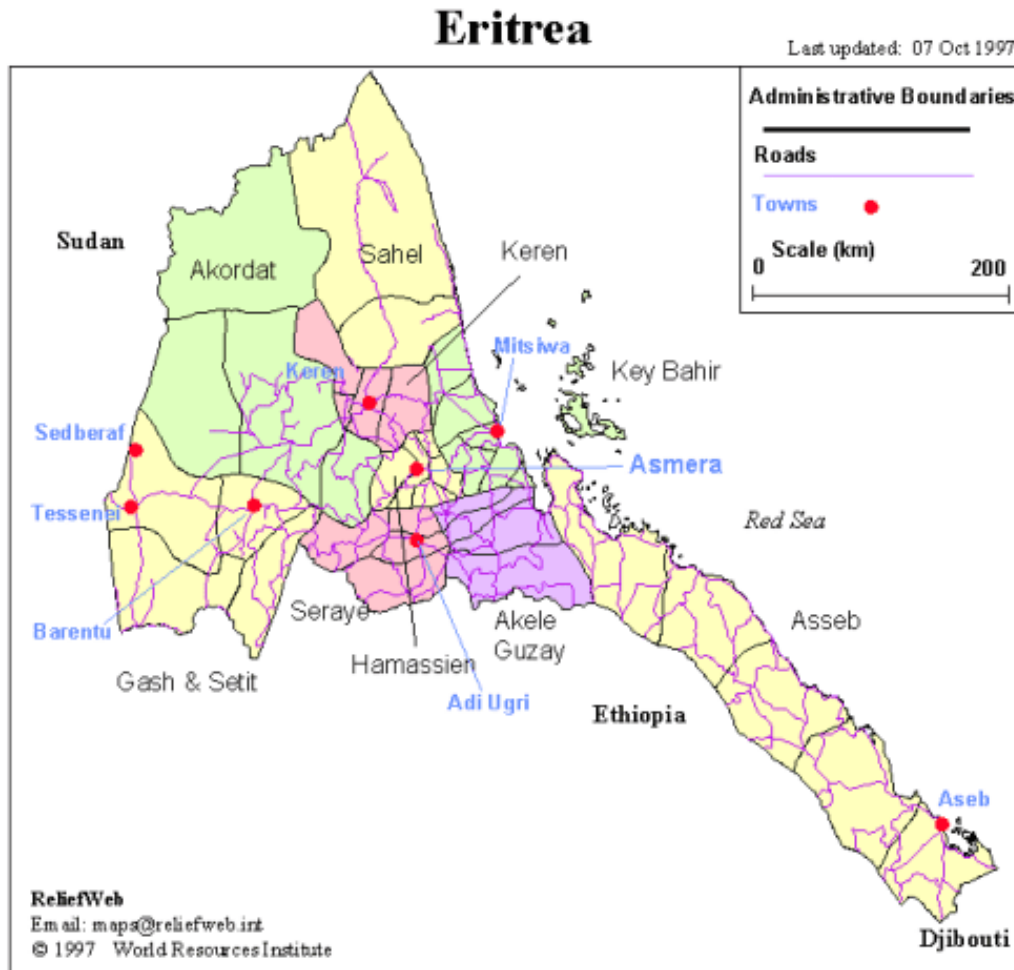 Eritrea
Last updated: 07 Oct 1997
Administrative Boundaries
Roads
Towns
Scale (km)
0
200
Sudan
Akordat
Sahel
Keren
Mitsiwa
Keren
Key Bahir
Sedberaf
Asmera
Tessenei
Red Sea
Seraye
Akele
Guzay
Asseb
Barentu
Hamassien
Gash & Setit
Adi Ugri
Ethiopia
Aseb
ReliefWeb
Email: maps@reliefweb.int
© 1997 World Resources Institute
Djibouti